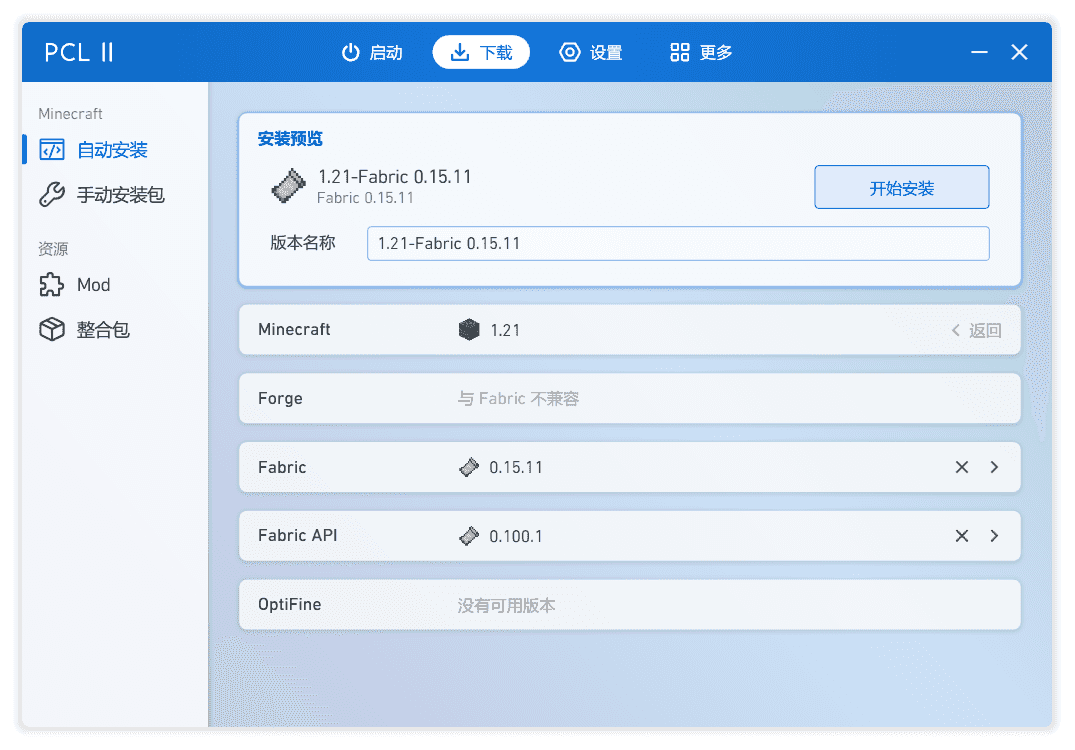 PCL II
启动
下载
设置
更多
Minecraft
自动安装
手动安装包
资源
Mod
整合包
安装预览
1.21-Fabric 0.15.11
Fabric 0.15.11
开始安装
版本名称
1.21-Fabric 0.15.11
Minecraft
1.21
返回
Forge
与 Fabric 不兼容
Fabric
0.15.11
Fabric API
0.100.1
OptiFine
没有可用版本